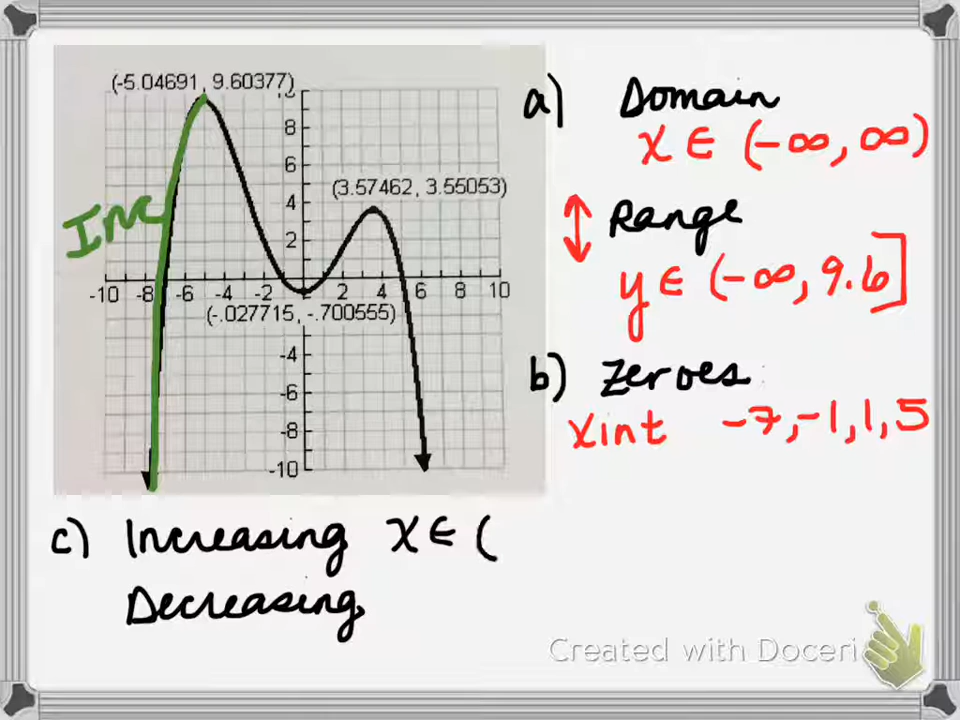 (-5.04691, 9.60377)
10
8
6
4
2
(3.57462, 3.55053)
Inc
-10 -8 -6 -4 -2 2 4 6 8 10
(-.027715, -.700555)
-4
-6
-8
-10
a) Domain
x ∈ (-∞, ∞)
Range
y ∈ (-∞, 9.6]
b) Zeroes
xint -7, -1, 1, 5
c) Increasing x ∈ (
Decreasing
Created with Doceri